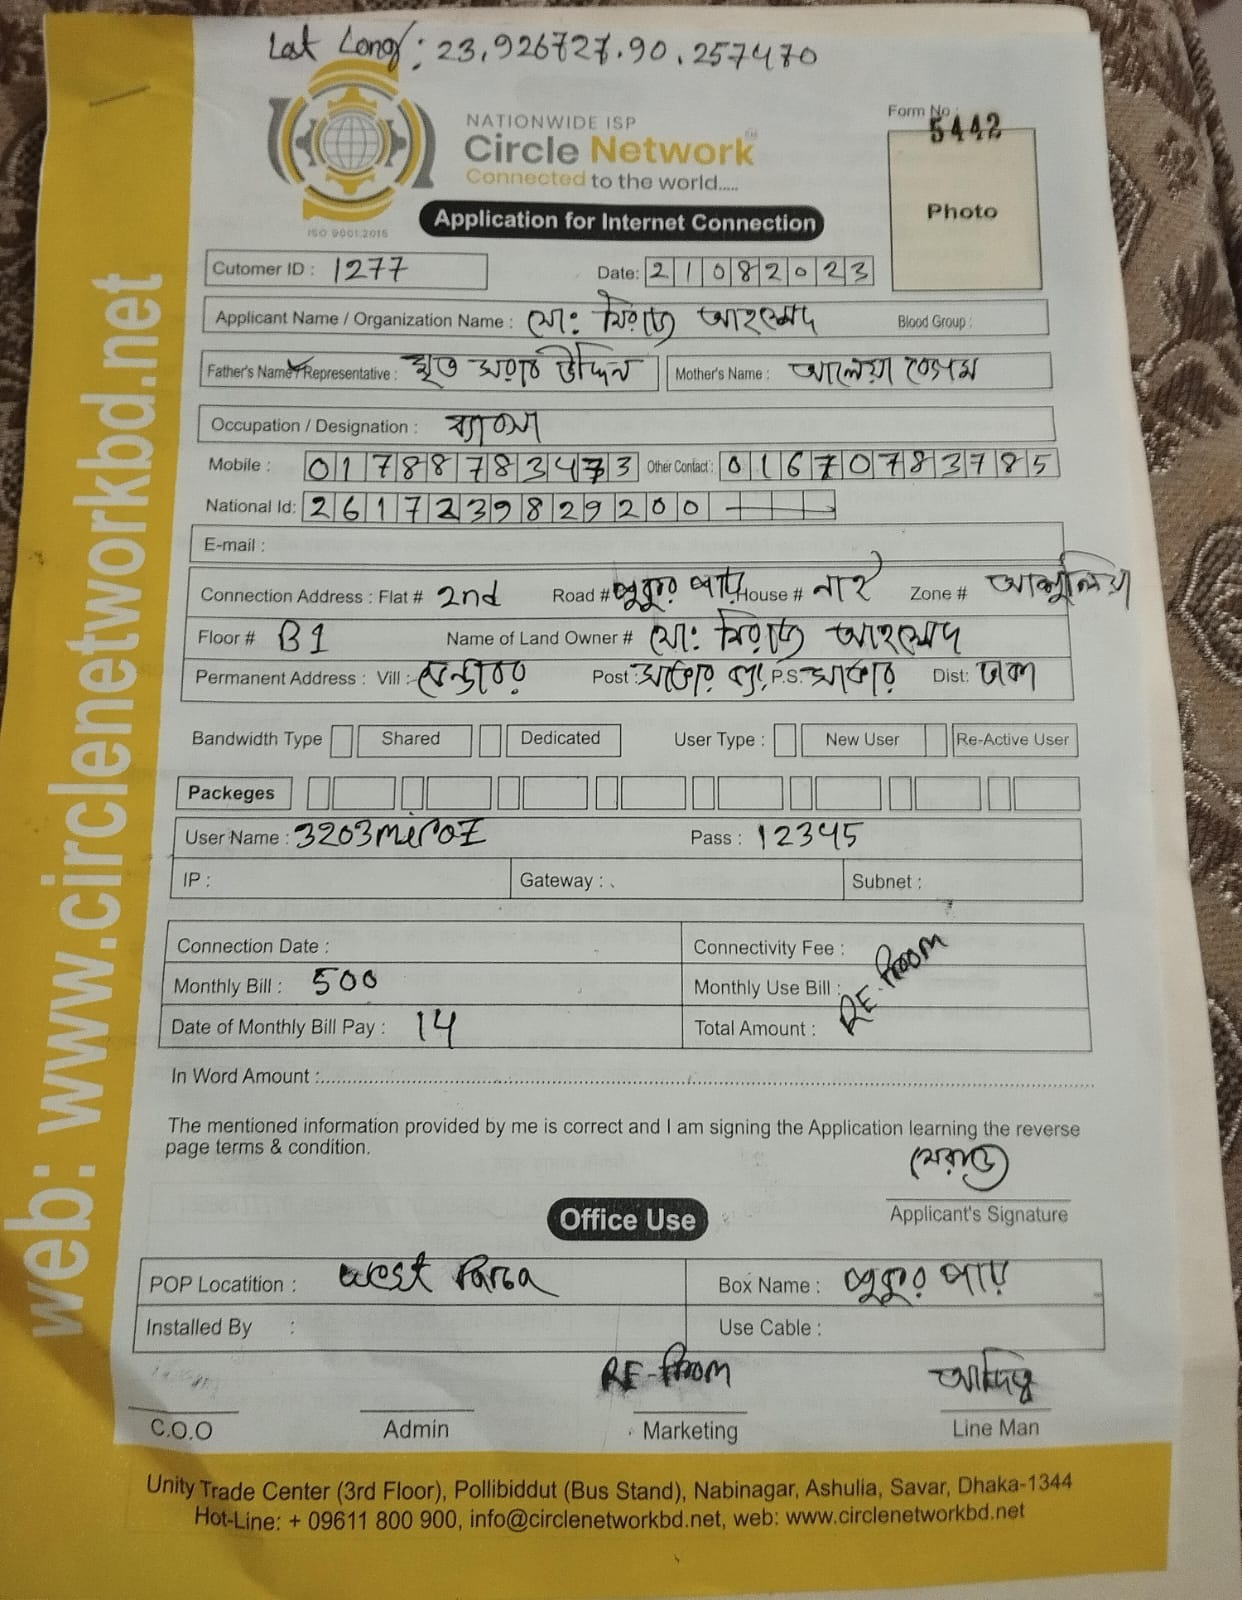 Lat Long: 23.926727.90.257470
NATIONWIDE ISP
Circle Network
Connected to the world.....
ISO 9001:2015
Form No :
5442
Photo
Application for Internet Connection
Cutomer ID : 1277 Date: 21082023
Applicant Name / Organization Name : মোঃ মিরাজ আহম্মেদ Blood Group :
Father's Name/Representative : মৃত উদ্দিন Mother's Name : আলেয়া বেগম
Occupation / Designation :
Mobile : 01788783473 Other Contact : 01670783785
National Id: 2617239829200
E-mail :
Connection Address : Flat # 2nd Road # পুকুর পাড় House # নাই Zone # আশুলিয়া
Floor # B1 Name of Land Owner # মোঃ মিরাজ আহম্মেদ
Permanent Address : Vill : Post : P.S. Dist: ঢাকা
Bandwidth Type Shared Dedicated User Type : New User Re-Active User
Packeges
User Name : 3203miroz Pass : 12345
IP : Gateway : Subnet :
Connection Date : Connectivity Fee :
Monthly Bill : 500 Monthly Use Bill :
RE-
Date of Monthly Bill Pay : 14 Total Amount :
In Word Amount :
The mentioned information provided by me is correct and I am signing the Application learning the reverse
page terms & condition.
Applicant's Signature
Office Use
POP Locatition : west Para Box Name : পুকুর পাড়
Installed By : Use Cable :
RE-
C.O.O Admin Marketing Line Man
Unity Trade Center (3rd Floor), Pollibiddut (Bus Stand), Nabinagar, Ashulia, Savar, Dhaka-1344
Hot-Line: + 09611 800 900, info@circlenetworkbd.net, web: www.circlenetworkbd.net
web: www.circlenetworkbd.net